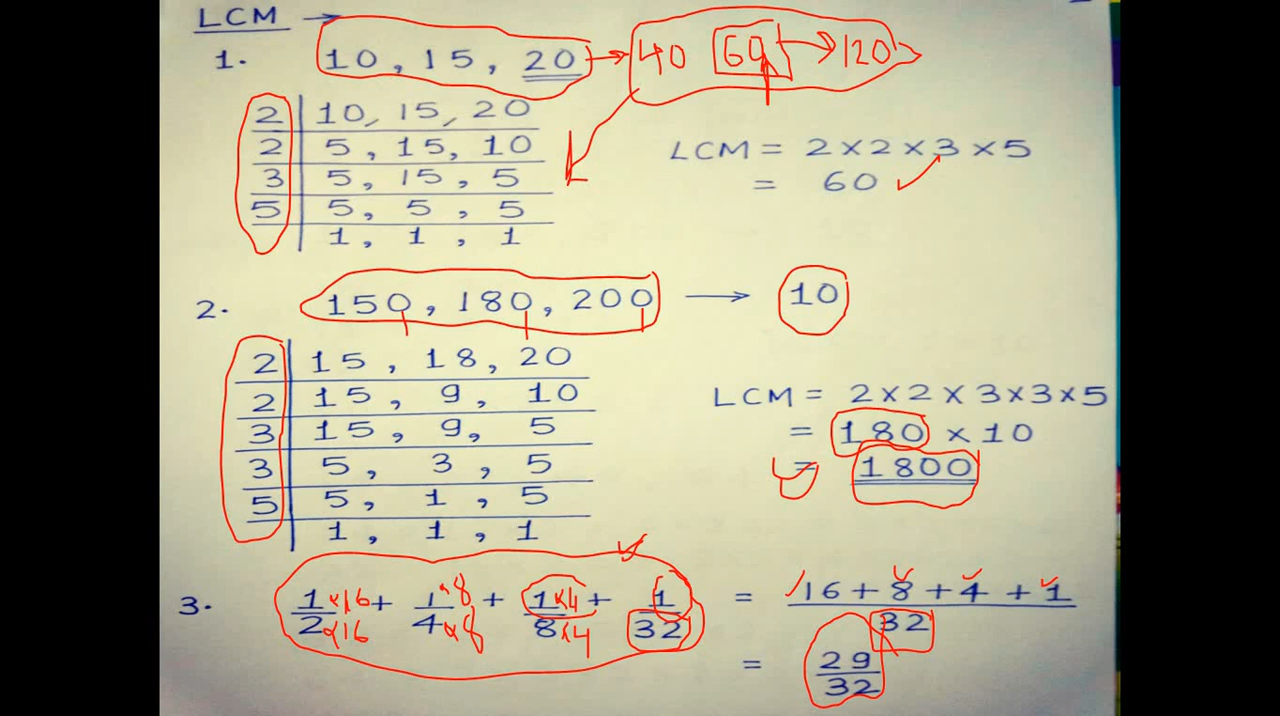 LCM →
1. 10, 15, 20 → 40 60 → 120
2 | 10, 15, 20
2 | 5, 15, 10
3 | 5, 15, 5
5 | 5, 5, 5
1, 1, 1
LCM = 2×2×3×5
= 60
2. 150, 180, 200 → 10
2 | 15, 18, 20
2 | 15, 9, 10
3 | 15, 9, 5
3 | 5, 3, 5
5 | 5, 1, 5
1, 1, 1
LCM = 2×2×3×3×5
= 180 ×10
= 1800
3. 1×16/2×16 + 1×8/4×8 + 1×4/8×4 + 1/32 = 16+8+4+1/32
= 29/32